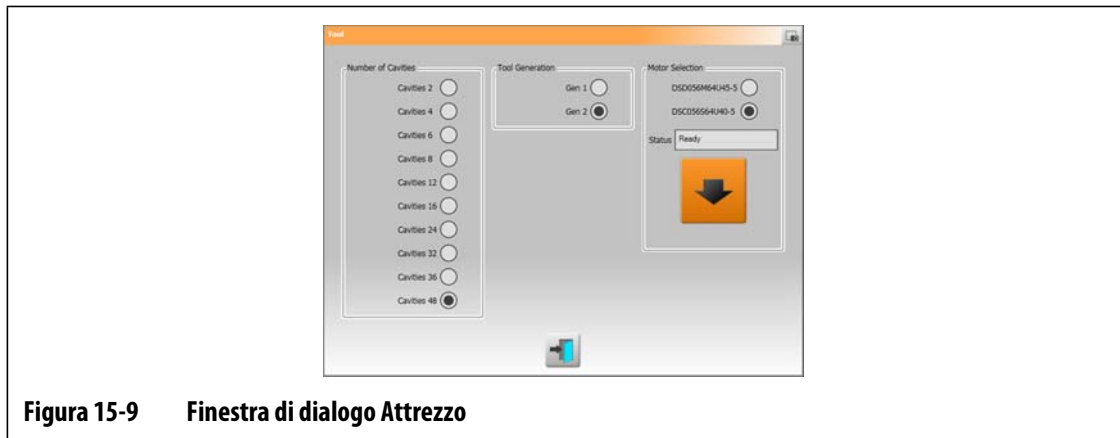 Tool
Number of Cavities
Cavities 2
Cavities 4
Cavities 6
Cavities 8
Cavities 12
Cavities 16
Cavities 24
Cavities 32
Cavities 36
Cavities 48
Tool Generation
Gen 1
Gen 2
Motor Selection
DSD056M64U45-5
DSC056S64U40-5
Status Ready
Figura 15-9 Finestra di dialogo Attrezzo